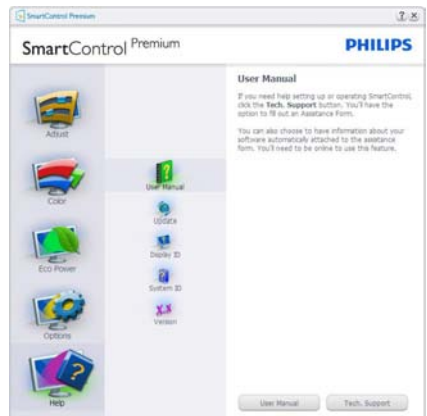 SmartControl Premium
SmartControl Premium
PHILIPS
Adjust
Color
Eco Power
Options
Help
User Manual
Update
Display ID
System ID
X.X
Version
User Manual
If you need help setting up or operating SmartControl,
click the Tech. Support button. You'll have the
option to fill out an Assistance Form.
You can also choose to have information about your
software automatically attached to the assistance
form. You'll need to be online to use this feature.
User Manual
Tech. Support